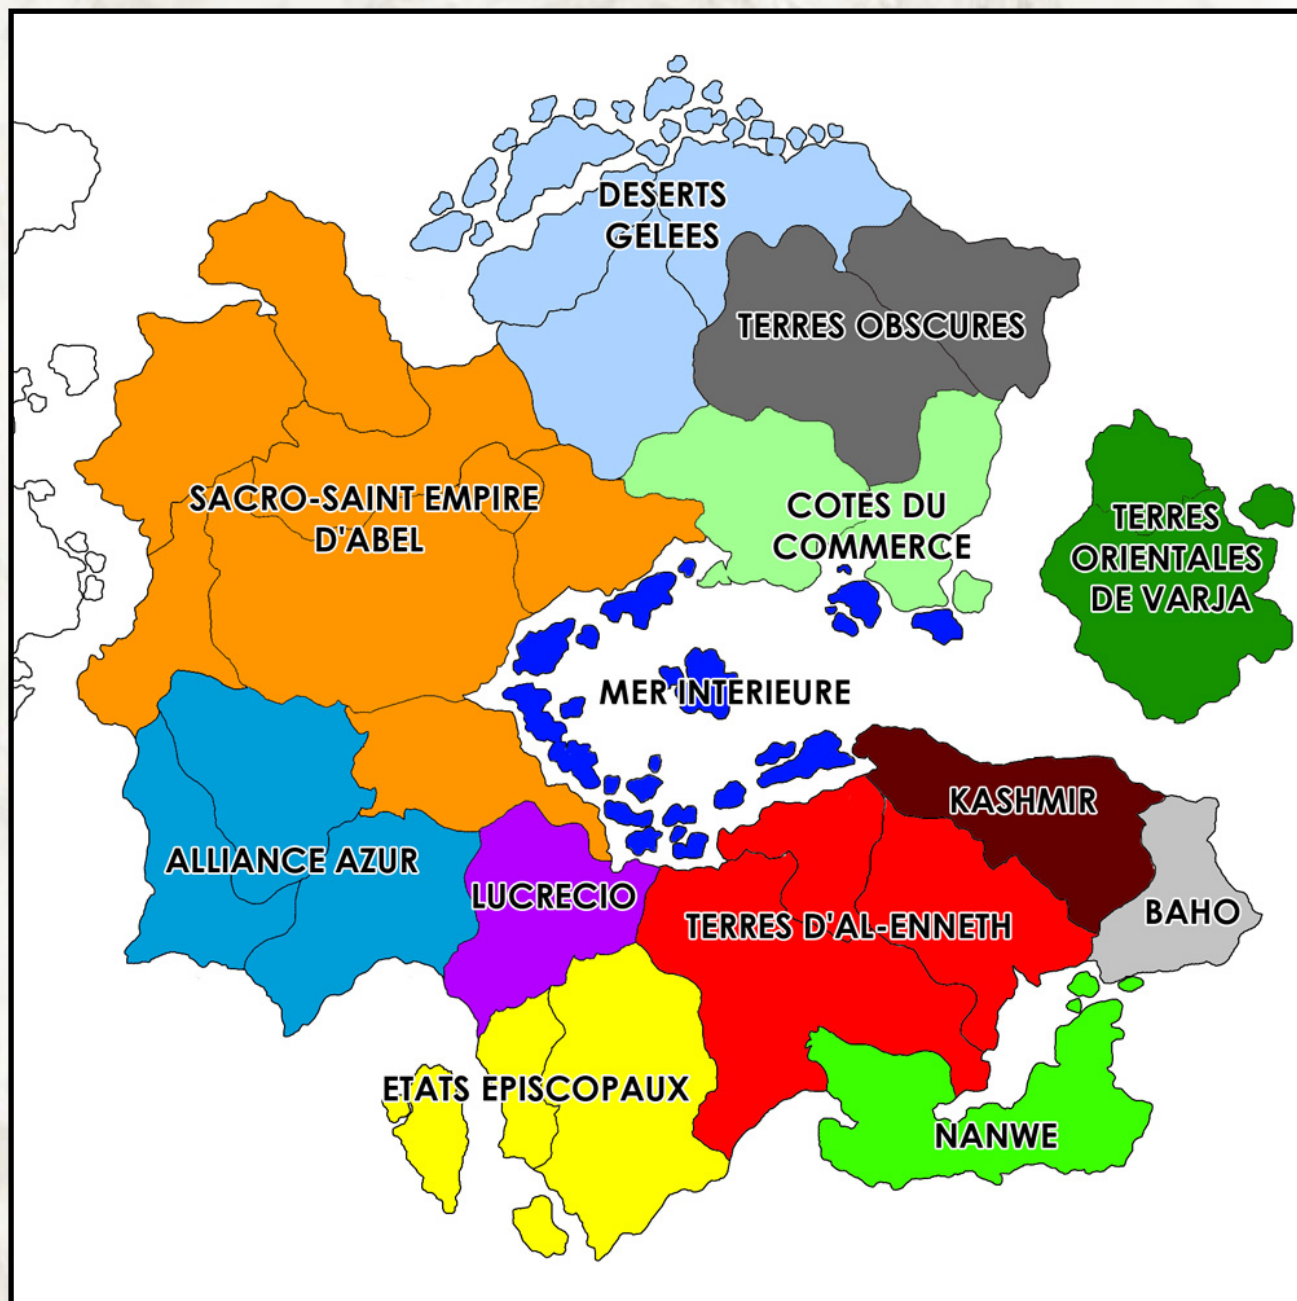 DESERTS
GELEES
TERRES OBSCURES
SACRO-SAINT EMPIRE
D'ABEL
COTES DU
COMMERCE
TERRES
ORIENTALES
DE VARJA
MER INTERIEURE
KASHMIR
ALLIANCE AZUR
LUCRECIO
TERRES D'AL-ENNETH
BAHO
ETATS EPISCOPAUX
NANWE